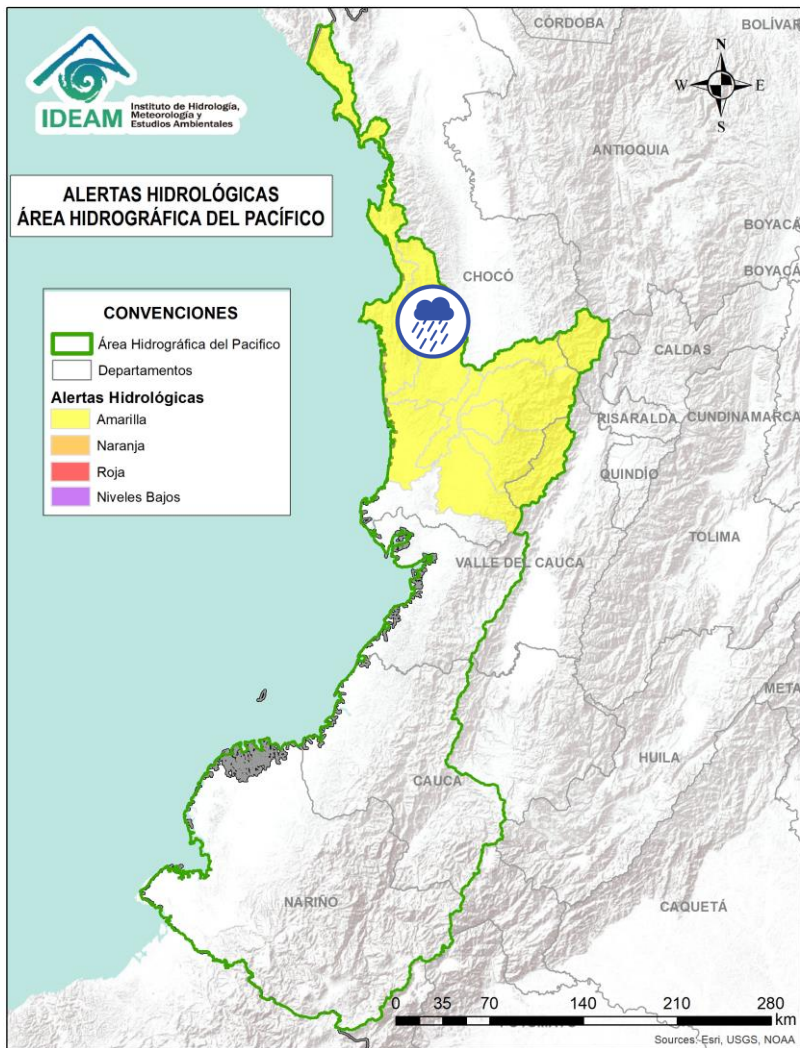 CÓRDOBA
BOLÍVAR
N
W
E
S
IDEAM
Instituto de Hidrología,
Meteorología y
Estudios Ambientales
ANTIOQUIA
ALERTAS HIDROLÓGICAS
ÁREA HIDROGRÁFICA DEL PACÍFICO
BOYACÁ
CHOCÓ
BOYACÁ
CONVENCIONES
Área Hidrográfica del Pacifico
Departamentos
Alertas Hidrológicas
Amarilla
Naranja
Roja
Niveles Bajos
CALDAS
RISARALDA
CUNDINAMARCA
QUINDÍO
TOLIMA
VALLE DEL CAUCA
META
HUILA
CAUCA
NARIÑO
CAQUETÁ
0 35 70 140 210 280
km
Sources: Esri, USGS, NOAA